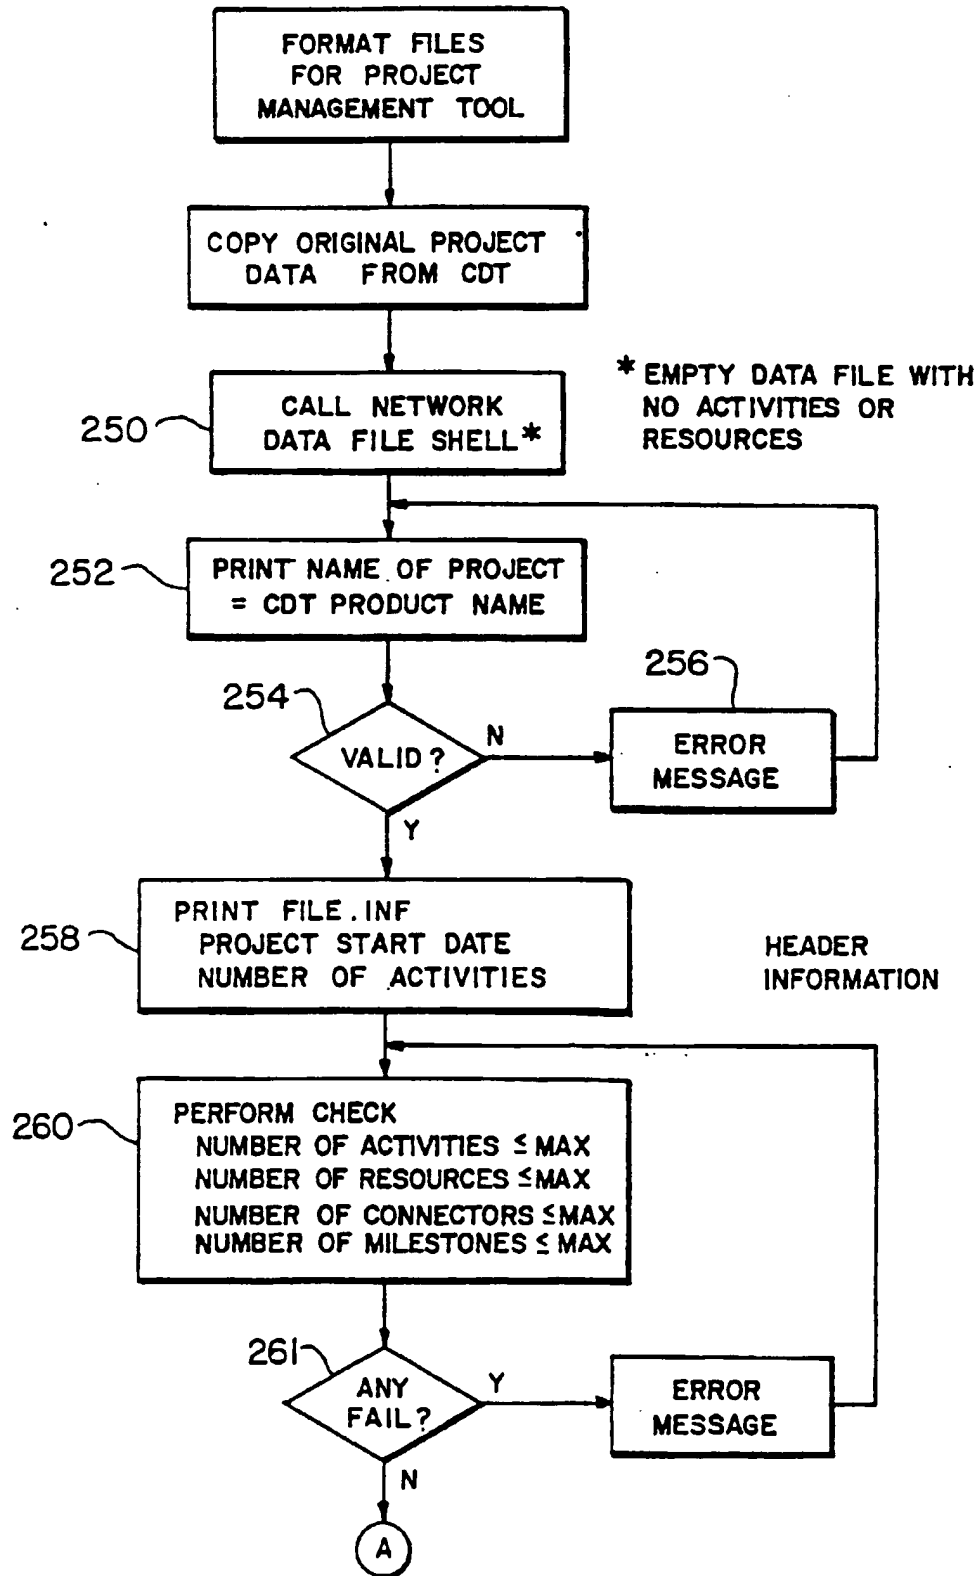 FORMAT FILES
FOR PROJECT
MANAGEMENT TOOL
COPY ORIGINAL PROJECT
DATA FROM CDT
250
CALL NETWORK
DATA FILE SHELL*
* EMPTY DATA FILE WITH
NO ACTIVITIES OR
RESOURCES
252
PRINT NAME OF PROJECT
= CDT PRODUCT NAME
254
VALID?
N
256
ERROR
MESSAGE
Y
258
PRINT FILE.INF
PROJECT START DATE
NUMBER OF ACTIVITIES
HEADER
INFORMATION
260
PERFORM CHECK
NUMBER OF ACTIVITIES ≤ MAX
NUMBER OF RESOURCES ≤ MAX
NUMBER OF CONNECTORS ≤ MAX
NUMBER OF MILESTONES ≤ MAX
261
ANY
FAIL?
Y
ERROR
MESSAGE
N
A